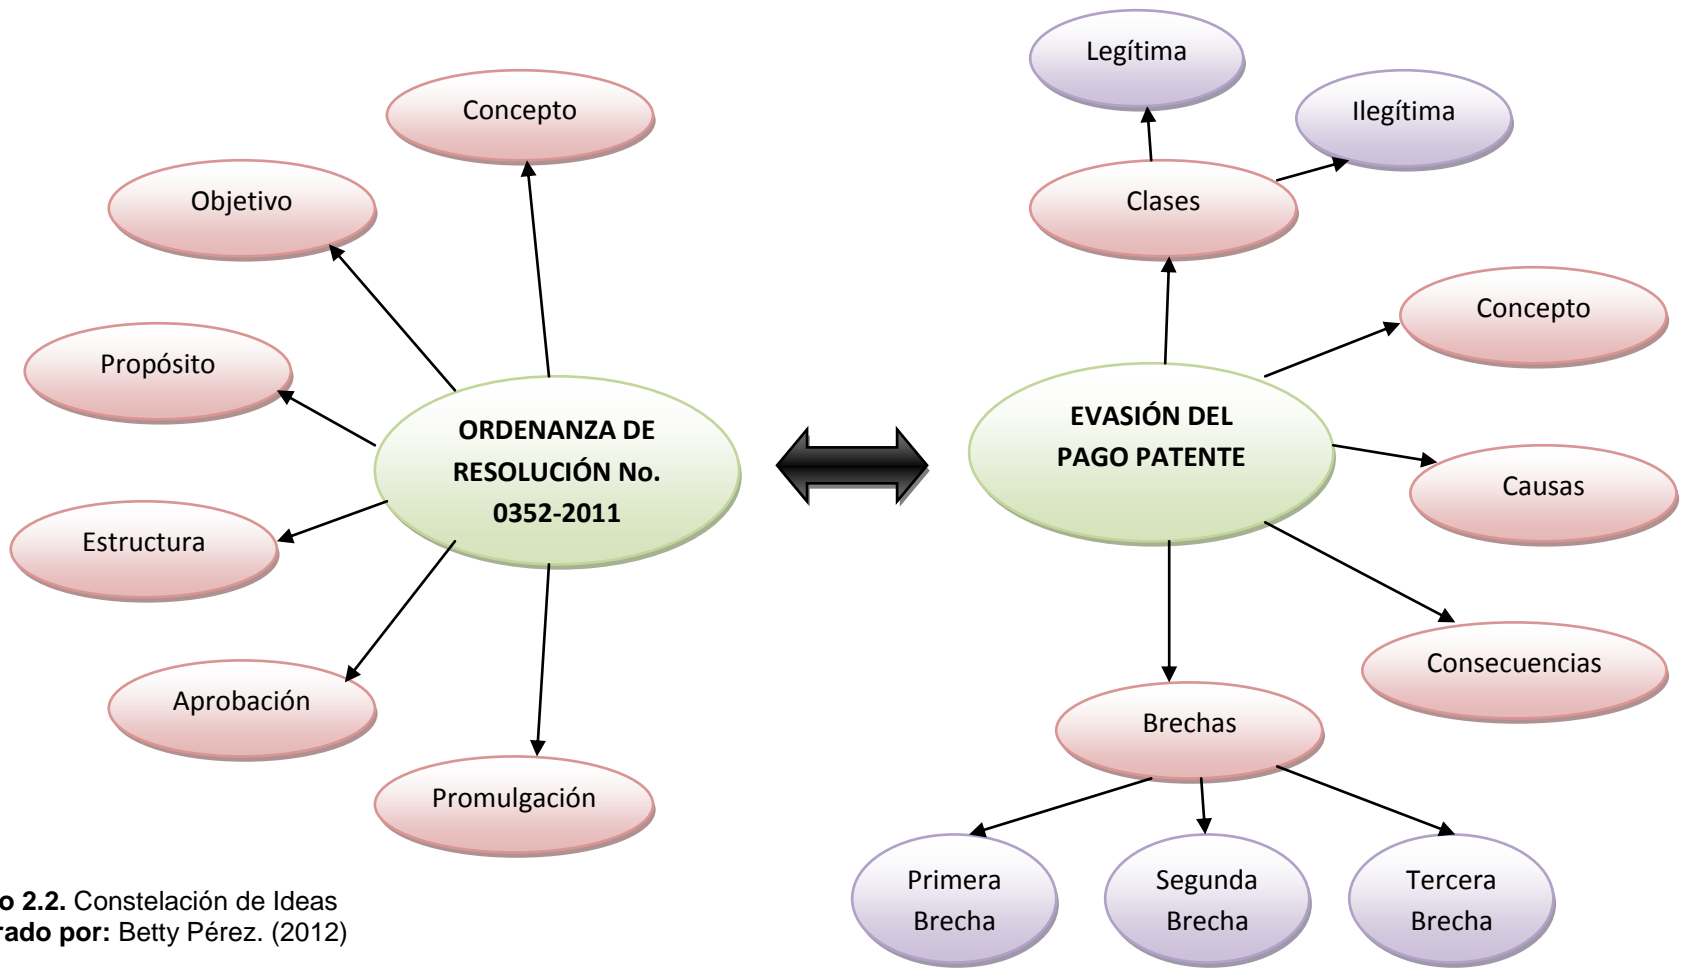 Concepto
Objetivo
Propósito
Estructura
Aprobación
Promulgación
ORDENANZA DE
RESOLUCIÓN No.
0352-2011
Legítima
Ilegítima
Clases
Concepto
EVASIÓN DEL
PAGO PATENTE
Causas
Consecuencias
Brechas
Primera
Brecha
Segunda
Brecha
Tercera
Brecha
o 2.2. Constelación de Ideas
rado por: Betty Pérez. (2012)